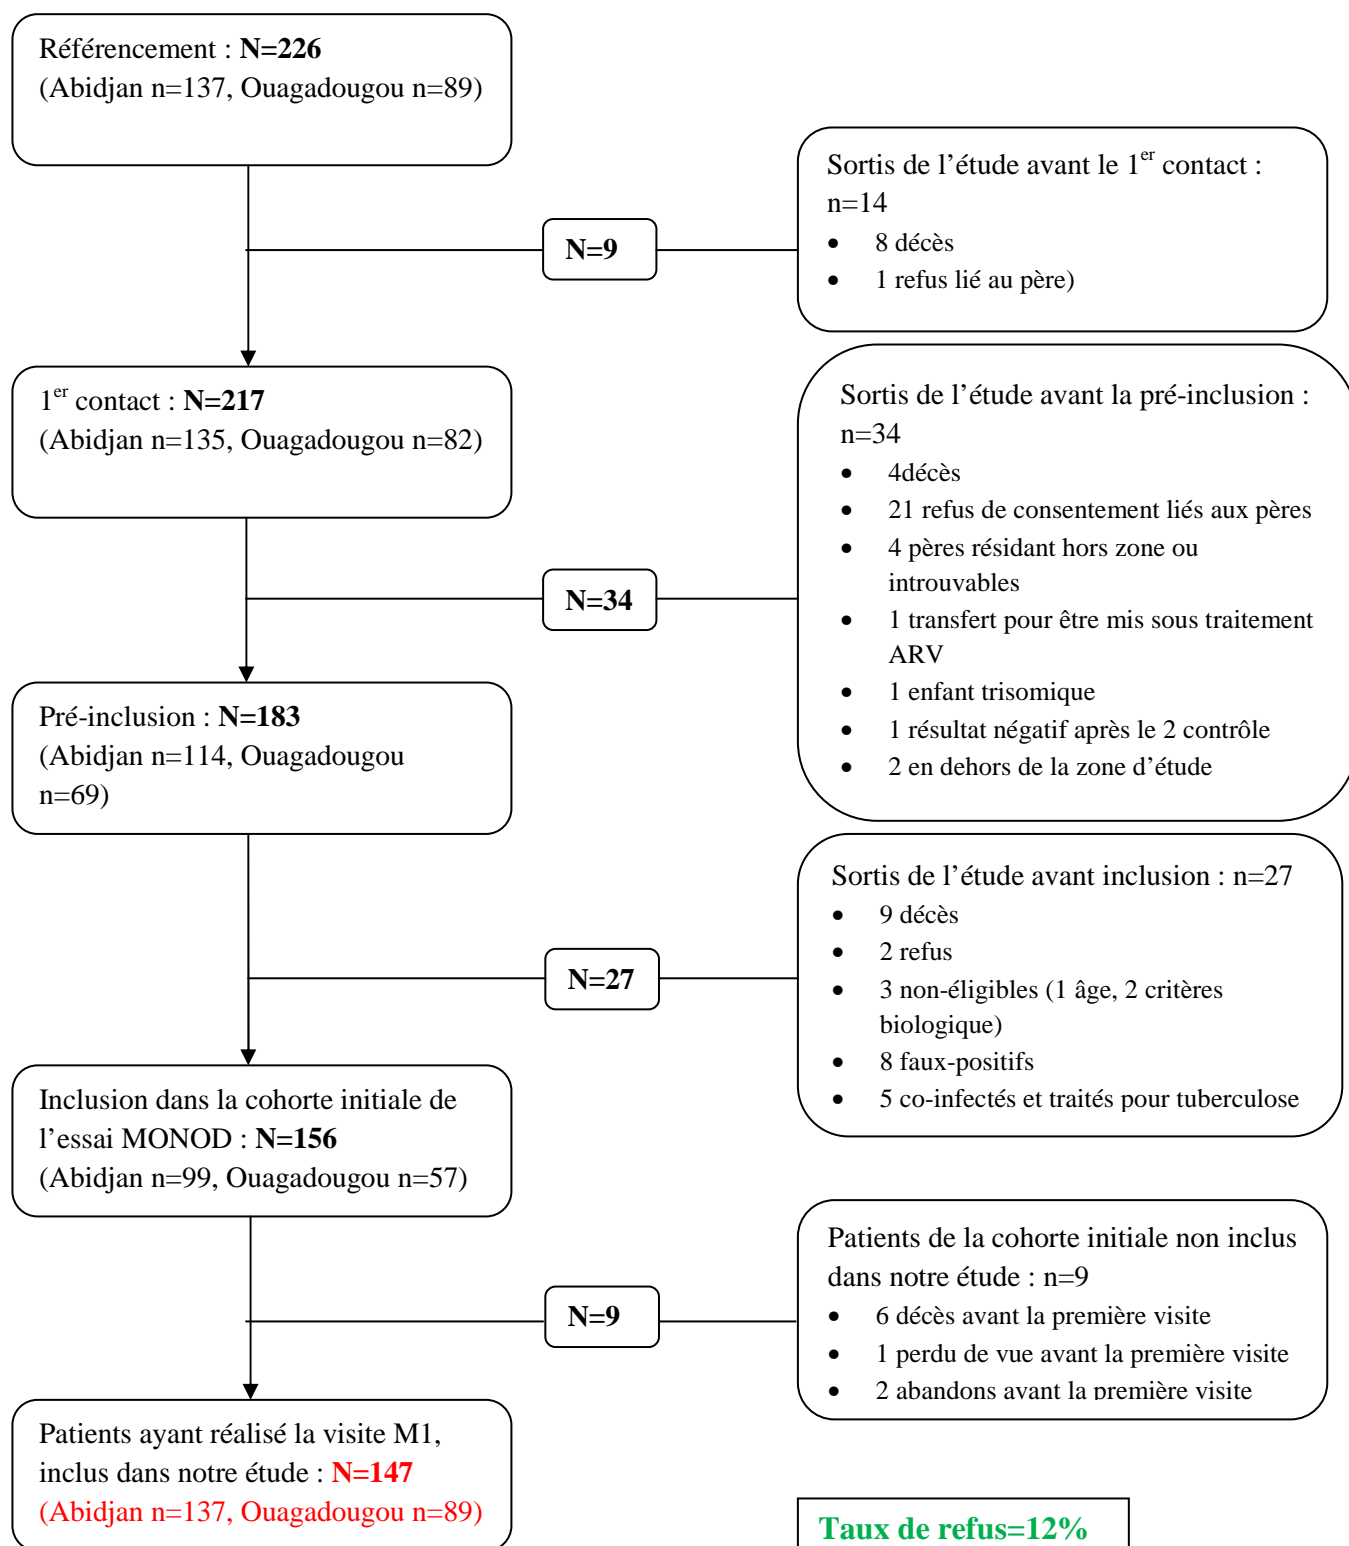 Référencement : N=226
(Abidjan n=137, Ouagadougou n=89)
Sortis de l’étude avant le 1er contact :
n=14
• 8 décès
• 1 refus lié au père)
N=9
1er contact : N=217
(Abidjan n=135, Ouagadougou n=82)
Sortis de l’étude avant la pré-inclusion :
n=34
• 4décès
• 21 refus de consentement liés aux pères
• 4 pères résidant hors zone ou
introuvables
• 1 transfert pour être mis sous traitement
ARV
• 1 enfant trisomique
• 1 résultat négatif après le 2 contrôle
• 2 en dehors de la zone d’étude
N=34
Pré-inclusion : N=183
(Abidjan n=114, Ouagadougou
n=69)
Sortis de l’étude avant inclusion : n=27
• 9 décès
• 2 refus
• 3 non-éligibles (1 âge, 2 critères
biologique)
• 8 faux-positifs
• 5 co-infectés et traités pour tuberculose
N=27
Inclusion dans la cohorte initiale de
l’essai MONOD : N=156
(Abidjan n=99, Ouagadougou n=57)
Patients de la cohorte initiale non inclus
dans notre étude : n=9
• 6 décès avant la première visite
• 1 perdu de vue avant la première visite
• 2 abandons avant la première visite
N=9
Patients ayant réalisé la visite M1,
inclus dans notre étude : N=147
(Abidjan n=137, Ouagadougou n=89)
Taux de refus=12%